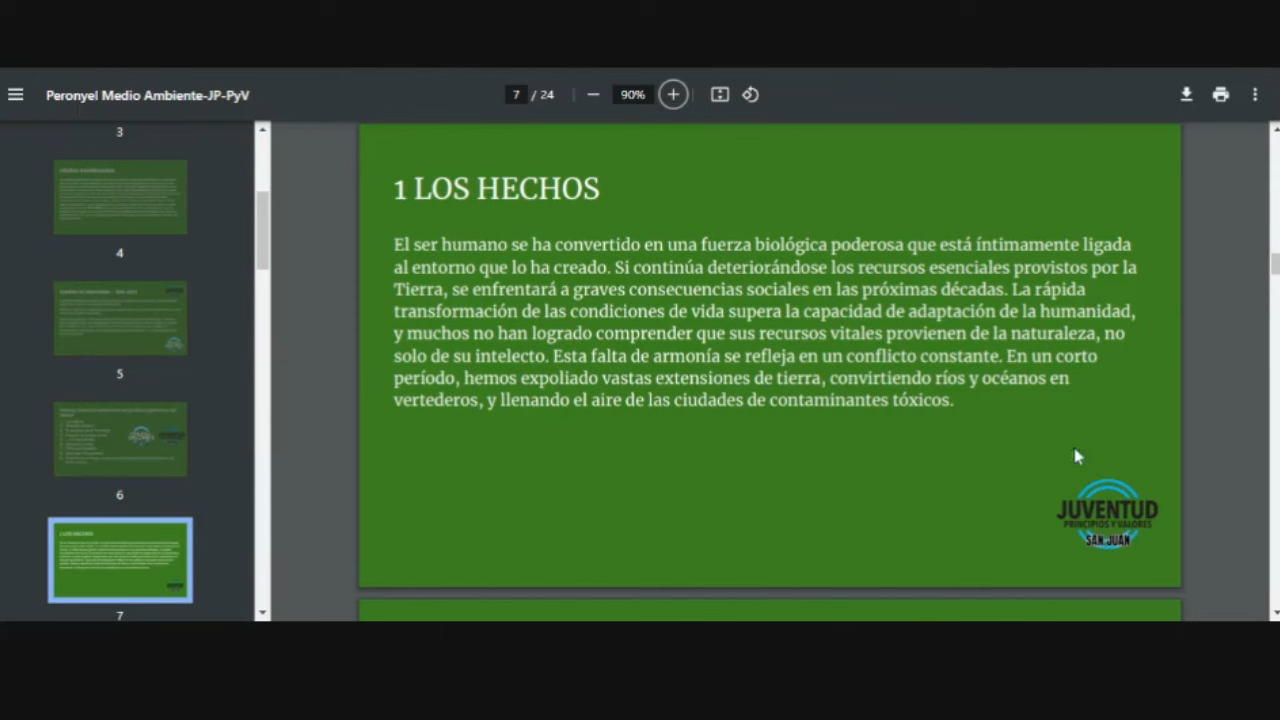 Peronyel Medio Ambiente-JP-PyV
7 / 24
90%
3
4
5
6
7
1 LOS HECHOS
El ser humano se ha convertido en una fuerza biológica poderosa que está íntimamente ligada
al entorno que lo ha creado. Si continúa deteriorándose los recursos esenciales provistos por la
Tierra, se enfrentará a graves consecuencias sociales en las próximas décadas. La rápida
transformación de las condiciones de vida supera la capacidad de adaptación de la humanidad,
y muchos no han logrado comprender que sus recursos vitales provienen de la naturaleza, no
solo de su intelecto. Esta falta de armonía se refleja en un conflicto constante. En un corto
período, hemos expoliado vastas extensiones de tierra, convirtiendo ríos y océanos en
vertederos, y llenando el aire de las ciudades de contaminantes tóxicos.
JUVENTUD
PRINCIPIOS Y VALORES
SAN JUAN